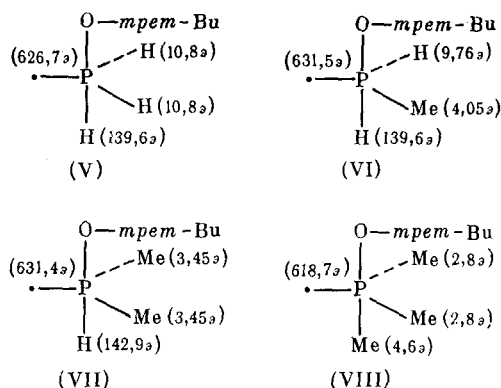 O—трет-Bu
(626,7э)
P
H (10,8э)
H (10,8э)
H (139,6э)
(V)
O—трет-Bu
(631,5э)
P
H (9,76э)
Me (4,05э)
H (139,6э)
(VI)
O—трет-Bu
(631,4э)
P
Me (3,45э)
Me (3,45э)
H (142,9э)
(VII)
O—трет-Bu
(618,7э)
P
Me (2,8э)
Me (2,8э)
Me (4,6э)
(VIII)